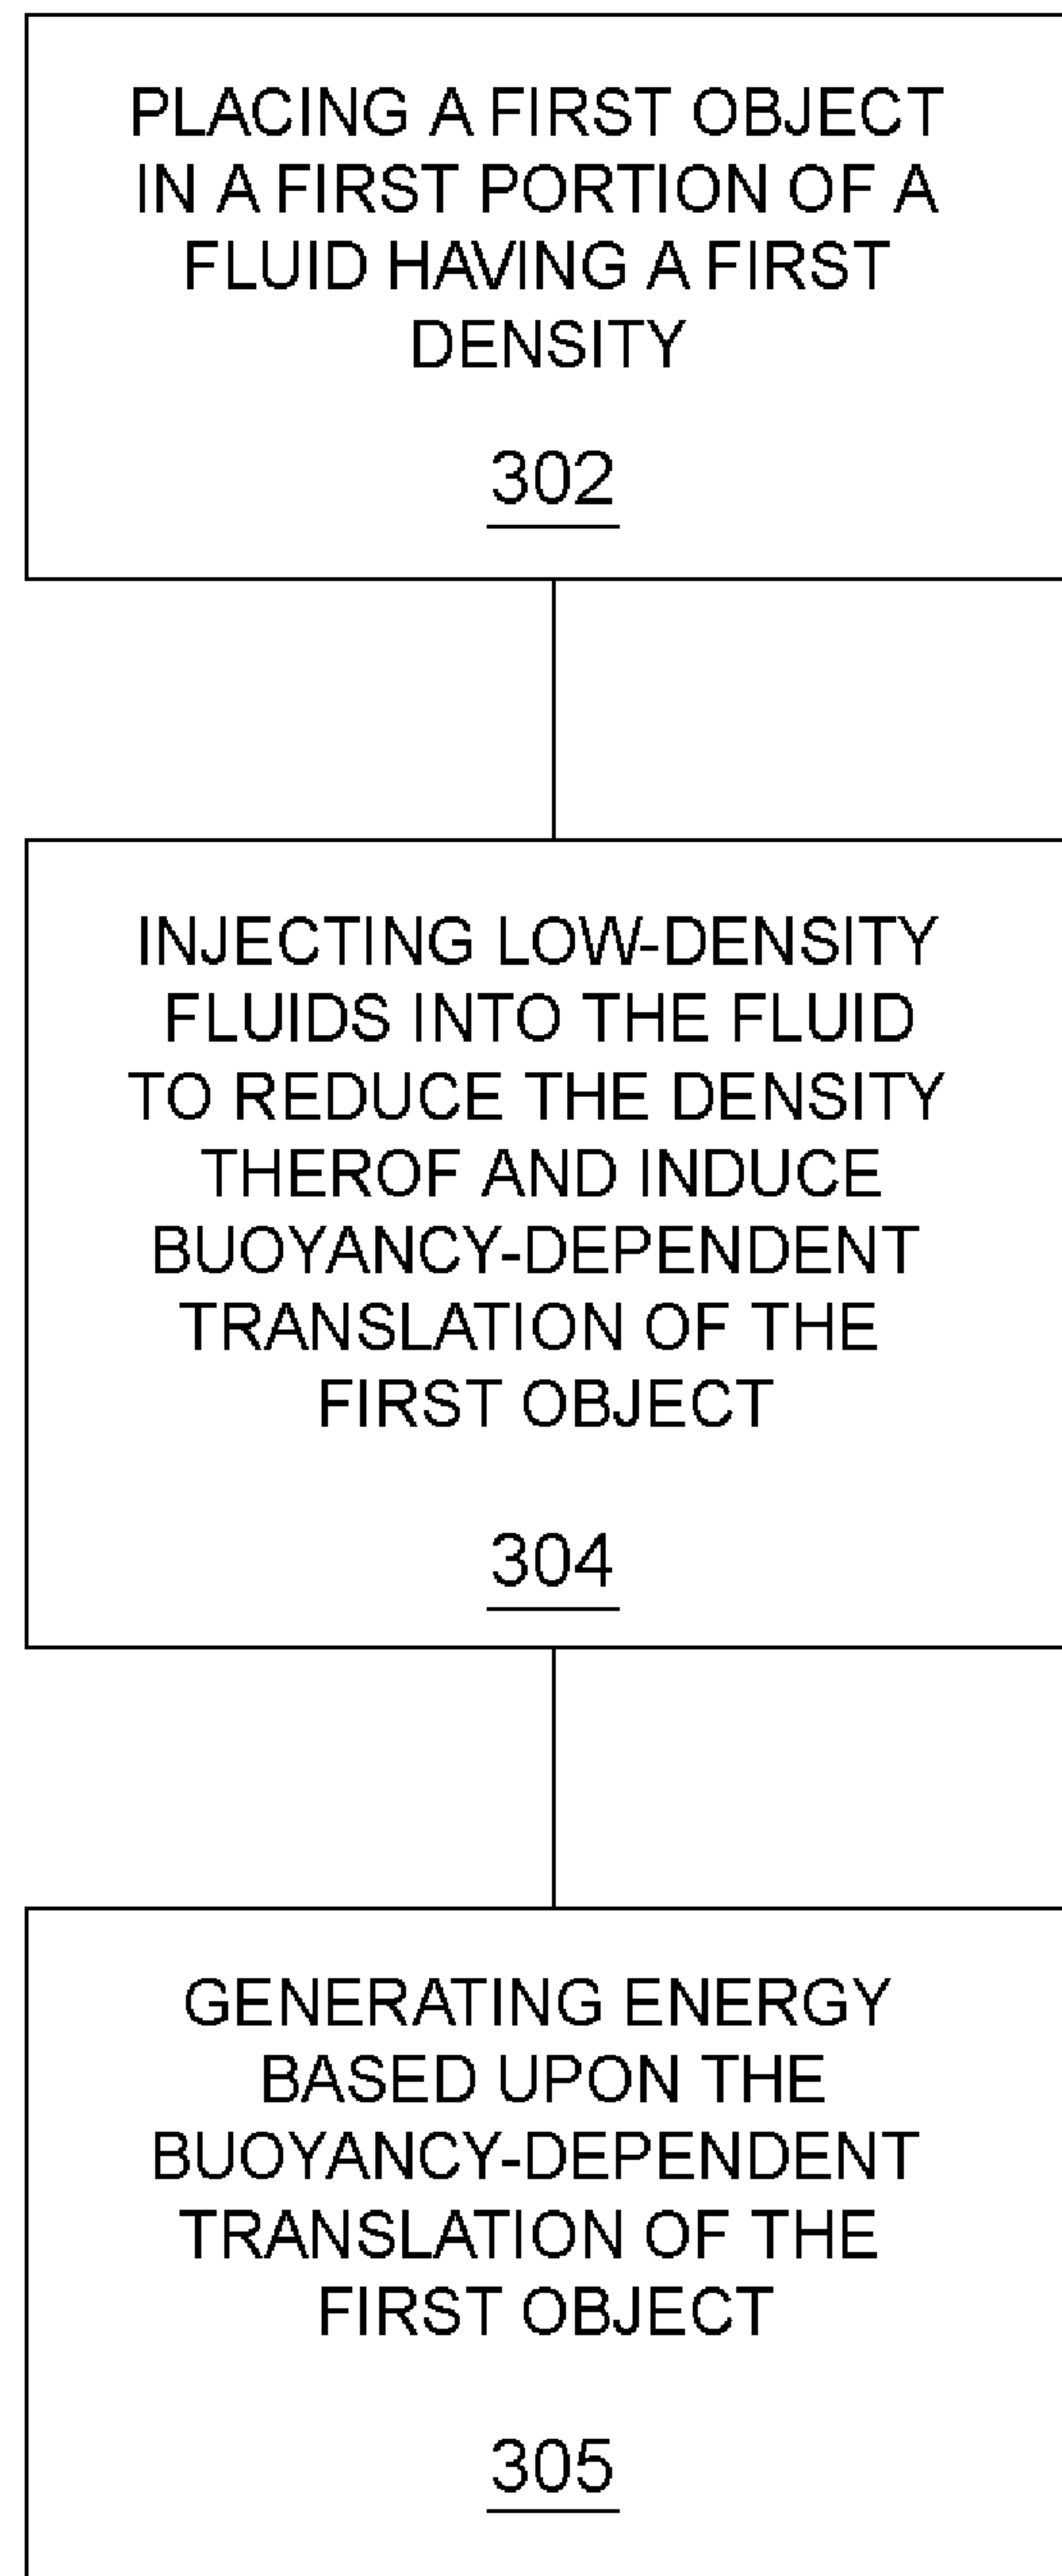 PLACING A FIRST OBJECT
IN A FIRST PORTION OF A
FLUID HAVING A FIRST
DENSITY
302
INJECTING LOW-DENSITY
FLUIDS INTO THE FLUID
TO REDUCE THE DENSITY
THEROF AND INDUCE
BUOYANCY-DEPENDENT
TRANSLATION OF THE
FIRST OBJECT
304
GENERATING ENERGY
BASED UPON THE
BUOYANCY-DEPENDENT
TRANSLATION OF THE
FIRST OBJECT
305